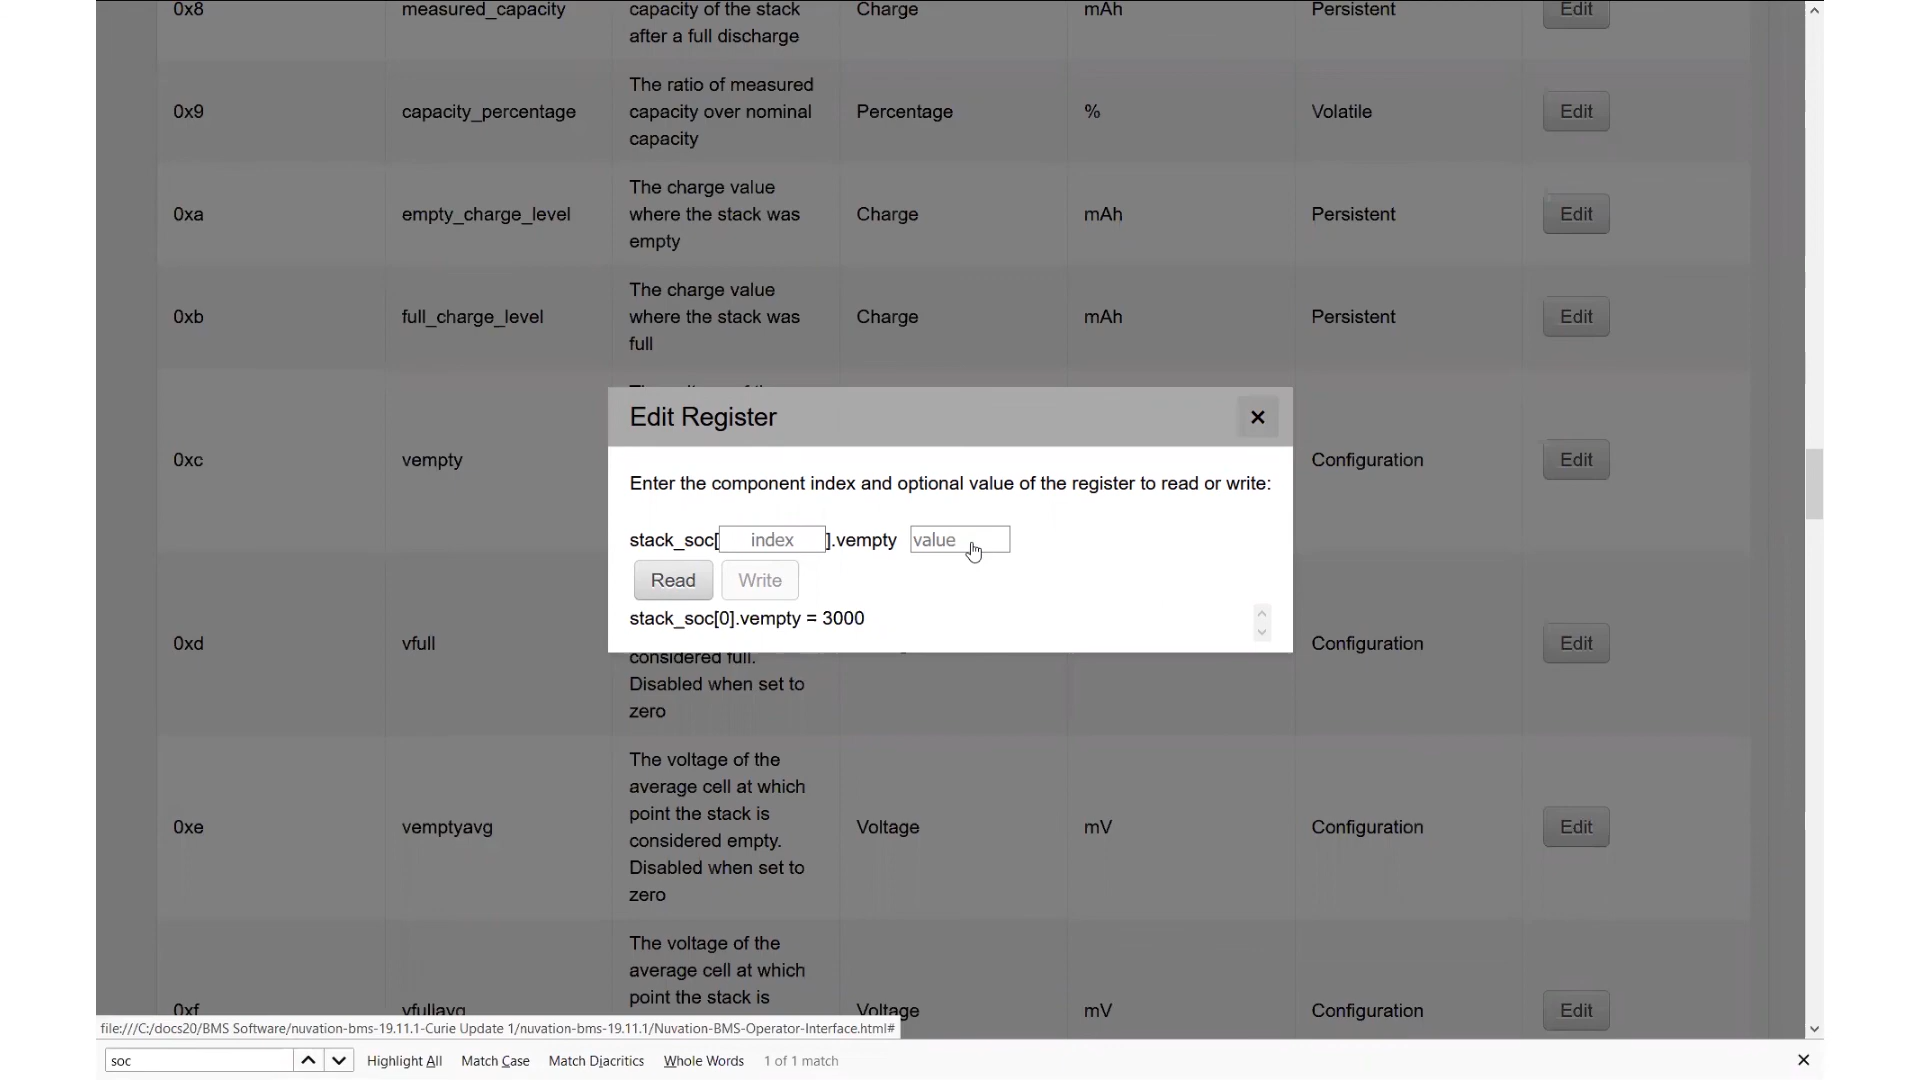 0x8 measured_capacity capacity of the stack Charge mAh Persistent Edit
after a full discharge
The ratio of measured
0x9 capacity_percentage capacity over nominal Percentage % Volatile Edit
capacity
The charge value
0xa empty_charge_level where the stack was Charge mAh Persistent Edit
empty
The charge value
0xb full_charge_level where the stack was Charge mAh Persistent Edit
full
Edit Register ×
0xc vempty Configuration Edit
Enter the component index and optional value of the register to read or write:
stack_soc[ index ].vempty value
Read Write
stack_soc[0].vempty = 3000
0xd vfull Configuration Edit
considered full.
Disabled when set to
zero
The voltage of the
average cell at which
point the stack is
0xe vemptyavg Voltage mV Configuration Edit
considered empty.
Disabled when set to
zero
The voltage of the
average cell at which
point the stack is
0xf vfullavg Voltage mV Configuration Edit
file:///C:/docs20/BMS Software/nuvation-bms-19.11.1-Curie Update 1/nuvation-bms-19.11.1/Nuvation-BMS-Operator-Interface.html#
soc Highlight All Match Case Match Diacritics Whole Words 1 of 1 match